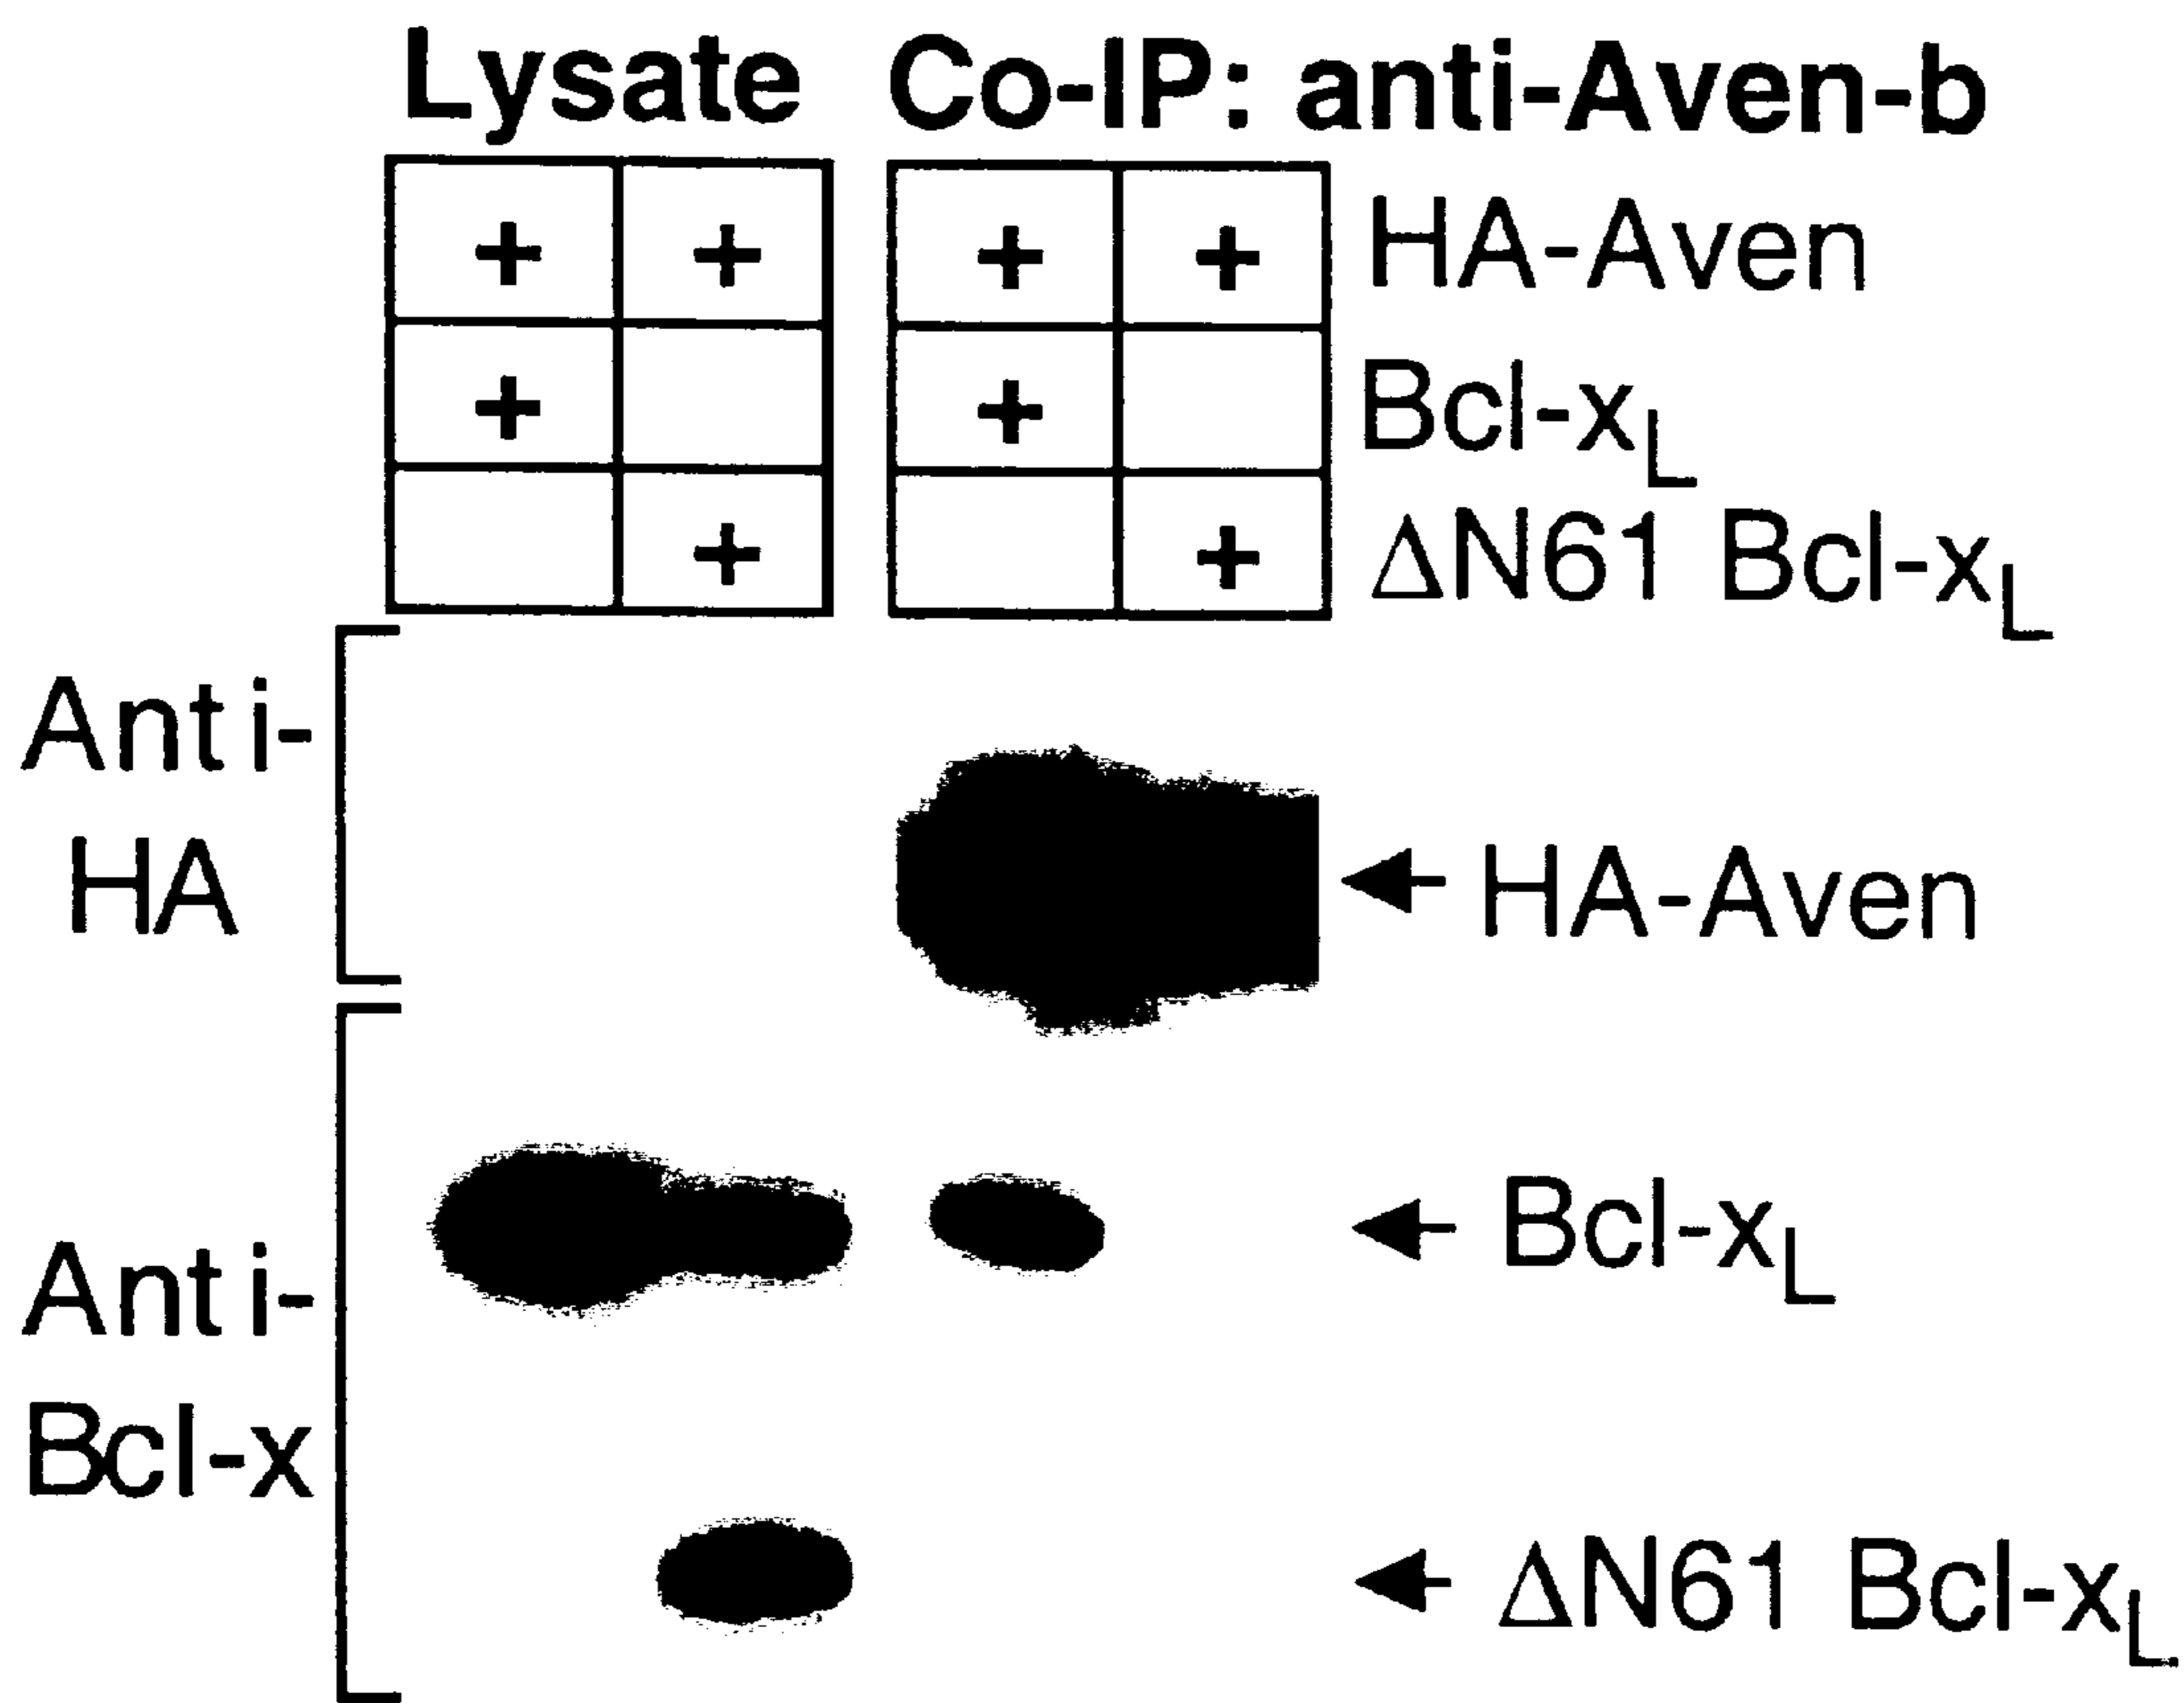 Lysate Co-IP: anti-Aven-b
+ + + + HA-Aven
+ + Bcl-xL
+ + ΔN61 Bcl-xL
Anti-
HA
HA-Aven
Bcl-xL
Anti-
Bcl-x
ΔN61 Bcl-xL